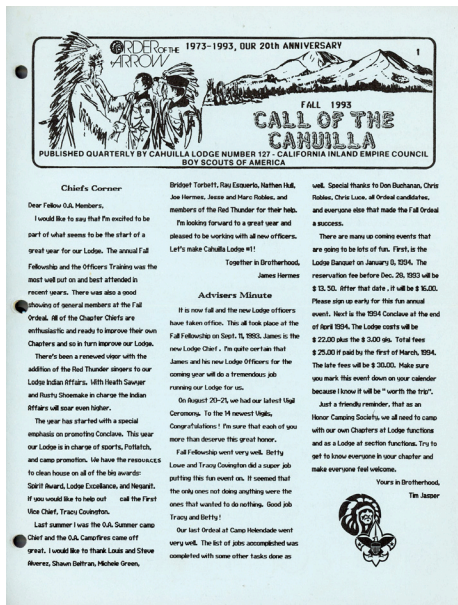 ORDER OF THE ARROW
1973-1993, OUR 20th ANNIVERSARY
1
FALL 1993
CALL OF THE
CAHUILLA
PUBLISHED QUARTERLY BY CAHUILLA LODGE NUMBER 127 - CALIFORNIA INLAND EMPIRE COUNCIL
BOY SCOUTS OF AMERICA
Chiefs Corner
Dear Fellow O.A. Members,
I would like to say that I'm excited to be
part of what seems to be the start of a
great year for our Lodge. The annual Fall
Fellowship and the Officers Training was the
most well put on and best attended in
recent years. There was also a good
showing of general members at the Fall
Ordeal. All of the Chapter Chiefs are
enthusiastic and ready to improve their own
Chapters and so in turn improve our Lodge.
There's been a renewed vigor with the
addition of the Red Thunder singers to our
Lodge Indian Affairs. With Heath Sawyer
and Rusty Shoemake in charge the Indian
Affairs will soar even higher.
The year has started with a special
emphasis on promoting Conclave. This year
our Lodge is in charge of sports, Potlatch,
and camp promotion. We have the resources
to clean house on all of the big awards:
Spirit Award, Lodge Excellence, and Neganit.
If you would like to help out call the First
Vice Chief, Tracy Covington.
Last summer I was the O.A. Summer camp
Chief and the O.A. Campfires came off
great. I would like to thank Louis and Steve
Alverez, Shawn Beltran, Michele Green,
Bridget Torbett, Ray Esquerio, Nathen Hull,
Joe Hermes, Jesse and Marc Robles, and
members of the Red Thunder for their help.
I'm looking forward to a great year and
pleased to be working with all new officers.
Let's make Cahuilla Lodge #1!
Together in Brotherhood,
James Hermes
Advisers Minute
It is now fall and the new Lodge officers
have taken office. This all took place at the
Fall Fellowship on Sept. 11, 1993. James is the
new Lodge Chief. I'm quite certain that
James and his new Lodge Officers for the
coming year will do a tremendous job
running our Lodge for us.
On August 20-21, we had our latest Vigil
Ceremony. To the 14 newest Vigils,
Congratulations! I'm sure that each of you
more than deserve this great honor.
Fall Fellowship went very well. Betty
Lowe and Tracy Covington did a super job
putting this fun event on. It seemed that
the only ones not doing anything were the
ones that wanted to do nothing. Good job
Tracy and Betty!
Our last Ordeal at Camp Helendade went
very well. The list of jobs accomplished was
completed with some other tasks done as
well. Special thanks to Don Buchanan, Chris
Robles, Chris Luce, all Ordeal candidates,
and everyone else that made the Fall Ordeal
a success.
There are many up coming events that
are going to be lots of fun. First, is the
Lodge Banquet on January 8, 1994. The
reservation fee before Dec. 28, 1993 will be
$ 13. 50. After that date, it will be $ 16.00.
Please sign up early for this fun annual
event. Next is the 1994 Conclave at the end
of April 1994. The Lodge costs will be
$ 22.00 plus the $ 3.00 gig. Total fees
$ 25.00 if paid by the first of March, 1994.
The late fees will be $ 30.00. Make sure
you mark this event down on your calender
because I know it will be " worth the trip".
Just a friendly reminder, that as an
Honor Camping Society, we all need to camp
with our own Chapters at Lodge functions
and as a Lodge at section functions. Try to
get to know everyone in your chapter and
make everyone feel welcome.
Yours in Brotherhood,
Tim Jasper